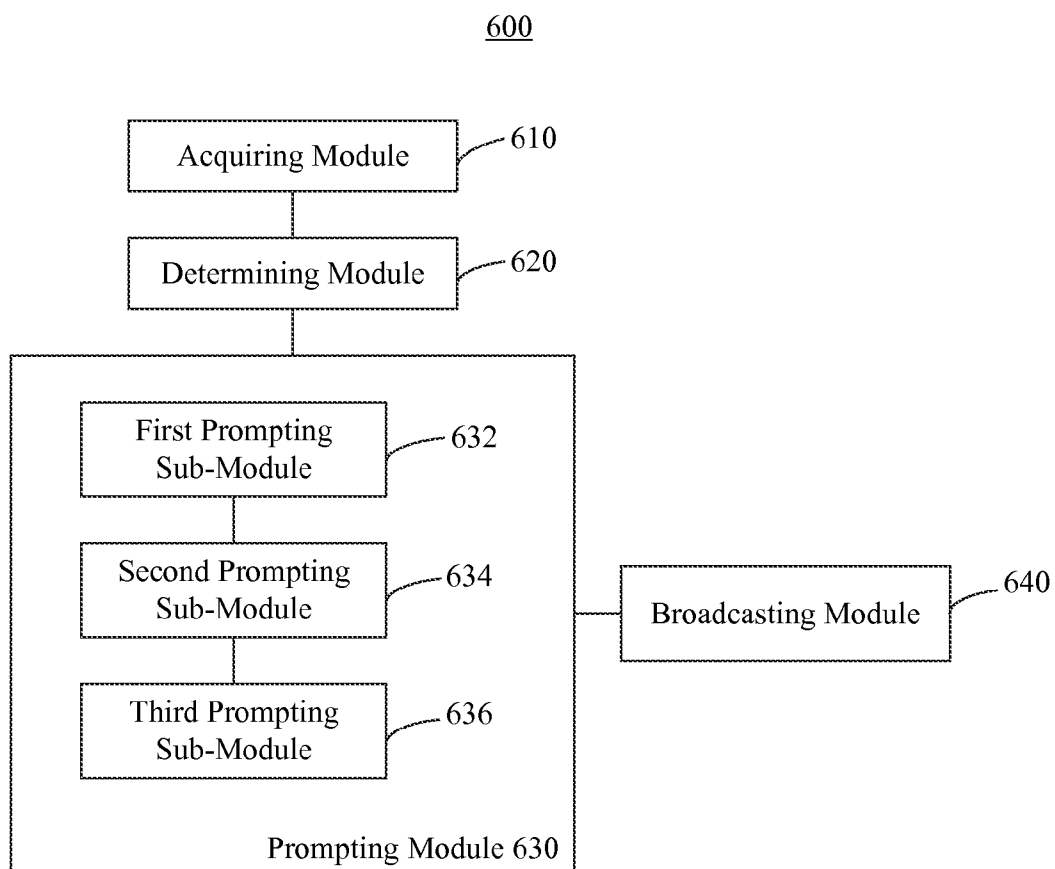 600
Acquiring Module
610
Determining Module
620
First Prompting
Sub-Module
632
Second Prompting
Sub-Module
634
Third Prompting
Sub-Module
636
Prompting Module 630
Broadcasting Module
640